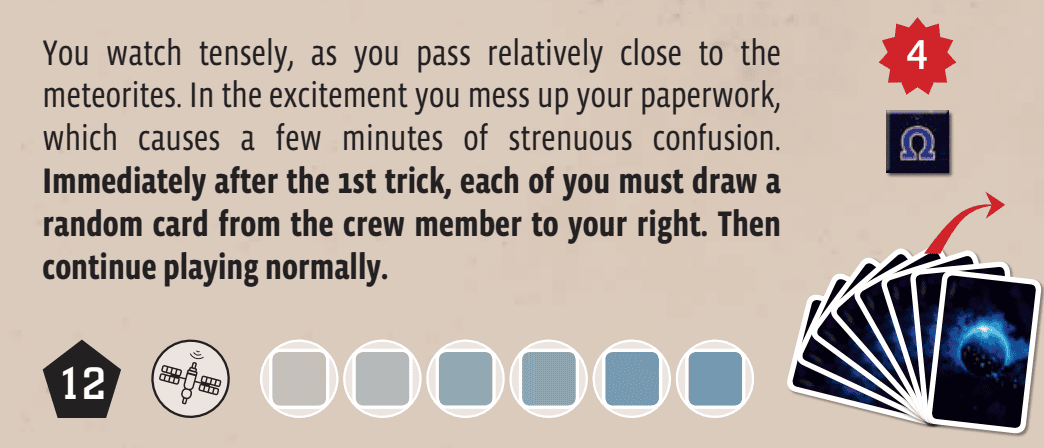 You watch tensely, as you pass relatively close to the
meteorites. In the excitement you mess up your paperwork,
which causes a few minutes of strenuous confusion.
Immediately after the 1st trick, each of you must draw a
random card from the crew member to your right. Then
continue playing normally.
4
Ω
12